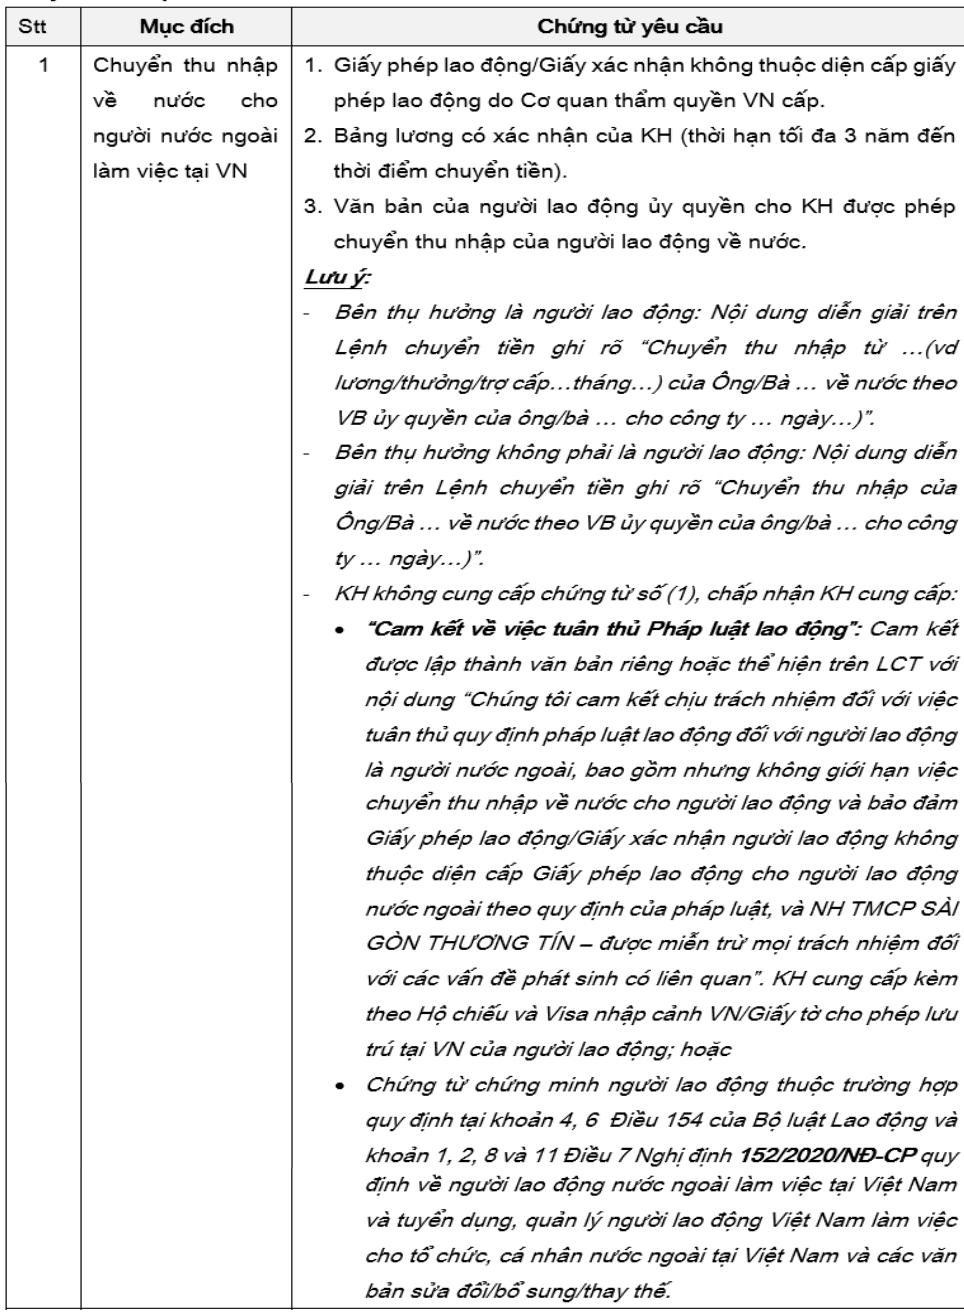 Stt
Mục đích
Chứng từ yêu cầu
1
Chuyển thu nhập
về nước cho
người nước ngoài
làm việc tại VN
1. Giấy phép lao động/Giấy xác nhận không thuộc diện cấp giấy
phép lao động do Cơ quan thẩm quyền VN cấp.
2. Bảng lương có xác nhận của KH (thời hạn tối đa 3 năm đến
thời điểm chuyển tiền).
3. Văn bản của người lao động ủy quyền cho KH được phép
chuyển thu nhập của người lao động về nước.
Lưu ý:
- Bên thụ hưởng là người lao động: Nội dung diễn giải trên
Lệnh chuyển tiền ghi rõ “Chuyển thu nhập từ …(vd
lương/thưởng/trợ cấp…tháng…) của Ông/Bà … về nước theo
VB ủy quyền của ông/bà … cho công ty … ngày…)”.
- Bên thụ hưởng không phải là người lao động: Nội dung diễn
giải trên Lệnh chuyển tiền ghi rõ “Chuyển thu nhập của
Ông/Bà … về nước theo VB ủy quyền của ông/bà … cho công
ty … ngày…)”.
- KH không cung cấp chứng từ số (1), chấp nhận KH cung cấp:
• “Cam kết về việc tuân thủ Pháp luật lao động”: Cam kết
được lập thành văn bản riêng hoặc thể hiện trên LCT với
nội dung “Chúng tôi cam kết chịu trách nhiệm đối với việc
tuân thủ quy định pháp luật lao động đối với người lao động
là người nước ngoài, bao gồm nhưng không giới hạn việc
chuyển thu nhập về nước cho người lao động và bảo đảm
Giấy phép lao động/Giấy xác nhận người lao động không
thuộc diện cấp Giấy phép lao động cho người lao động
nước ngoài theo quy định của pháp luật, và NH TMCP SÀI
GÒN THƯƠNG TÍN – được miễn trừ mọi trách nhiệm đối
với các vấn đề phát sinh có liên quan”. KH cung cấp kèm
theo Hộ chiếu và Visa nhập cảnh VN/Giấy tờ cho phép lưu
trú tại VN của người lao động; hoặc
• Chứng từ chứng minh người lao động thuộc trường hợp
quy định tại khoản 4, 6 Điều 154 của Bộ luật Lao động và
khoản 1, 2, 8 và 11 Điều 7 Nghị định 152/2020/NĐ-CP quy
định về người lao động nước ngoài làm việc tại Việt Nam
và tuyển dụng, quản lý người lao động Việt Nam làm việc
cho tổ chức, cá nhân nước ngoài tại Việt Nam và các văn
bản sửa đổi/bổ sung/thay thế.